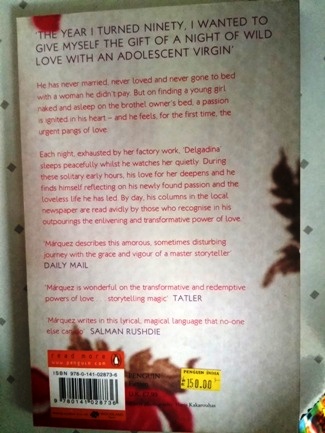 'THE YEAR I TURNED NINETY, I WANTED TO
GIVE MYSELF THE GIFT OF A NIGHT OF WILD
LOVE WITH AN ADOLESCENT VIRGIN'
He has never married, never loved and never gone to bed
with a woman he didn't pay. But on finding a young girl
naked and asleep on the brothel owner's bed, a passion
is ignited in his heart – and he feels, for the first time, the
urgent pangs of love.
Each night, exhausted by her factory work, 'Delgadina'
sleeps peacefully whilst he watches her quietly. During
these solitary early hours, his love for her deepens and he
finds himself reflecting on his newly found passion and the
loveless life he has led. By day, his columns in the local
newspaper are read avidly by those who recognise in his
outpourings the enlivening and transformative power of love.
'Márquez describes this amorous, sometimes disturbing
journey with the grace and vigour of a master storyteller'
DAILY MAIL
'Márquez is wonderful on the transformative and redemptive
powers of love ... storytelling magic' TATLER
'Márquez writes in this lyrical, magical language that no-one
else can do' SALMAN RUSHDIE
read more
www.penguin.com
ISBN 978-0-141-02873-6
PENGUIN
PENGUIN INDIA
150.00
9 780141 028736
Kakarountas